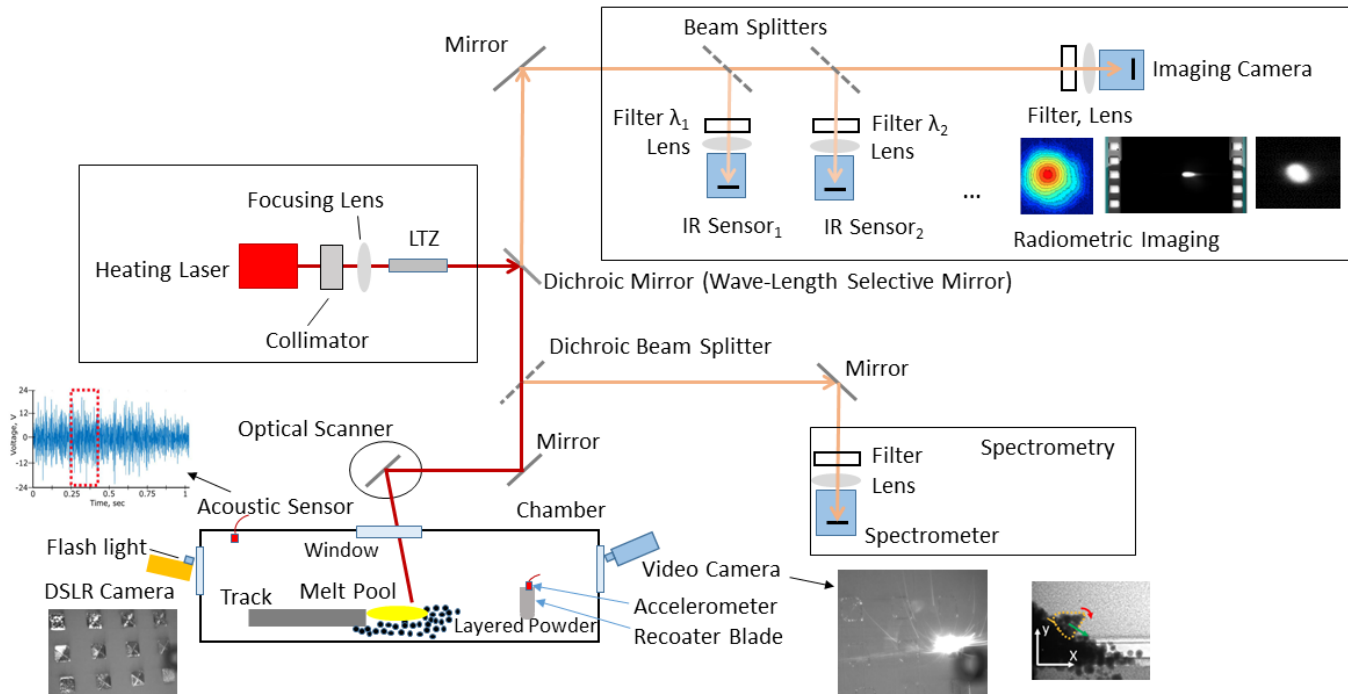 Beam Splitters
Mirror
Imaging Camera
Filter λ1
Lens
Filter λ2
Lens
Filter, Lens
...
IR Sensor1
IR Sensor2
Radiometric Imaging
Focusing Lens
LTZ
Heating Laser
Collimator
Dichroic Mirror (Wave-Length Selective Mirror)
Dichroic Beam Splitter
Mirror
24
12
0
-12
-24
Voltage, V
0
0.25
0.5
0.75
1
Time, sec
Optical Scanner
Mirror
Spectrometry
Filter
Lens
Spectrometer
Acoustic Sensor
Chamber
Flash light
Window
Video Camera
DSLR Camera
Track
Melt Pool
Layered Powder
Accelerometer
Recoater Blade
y
X